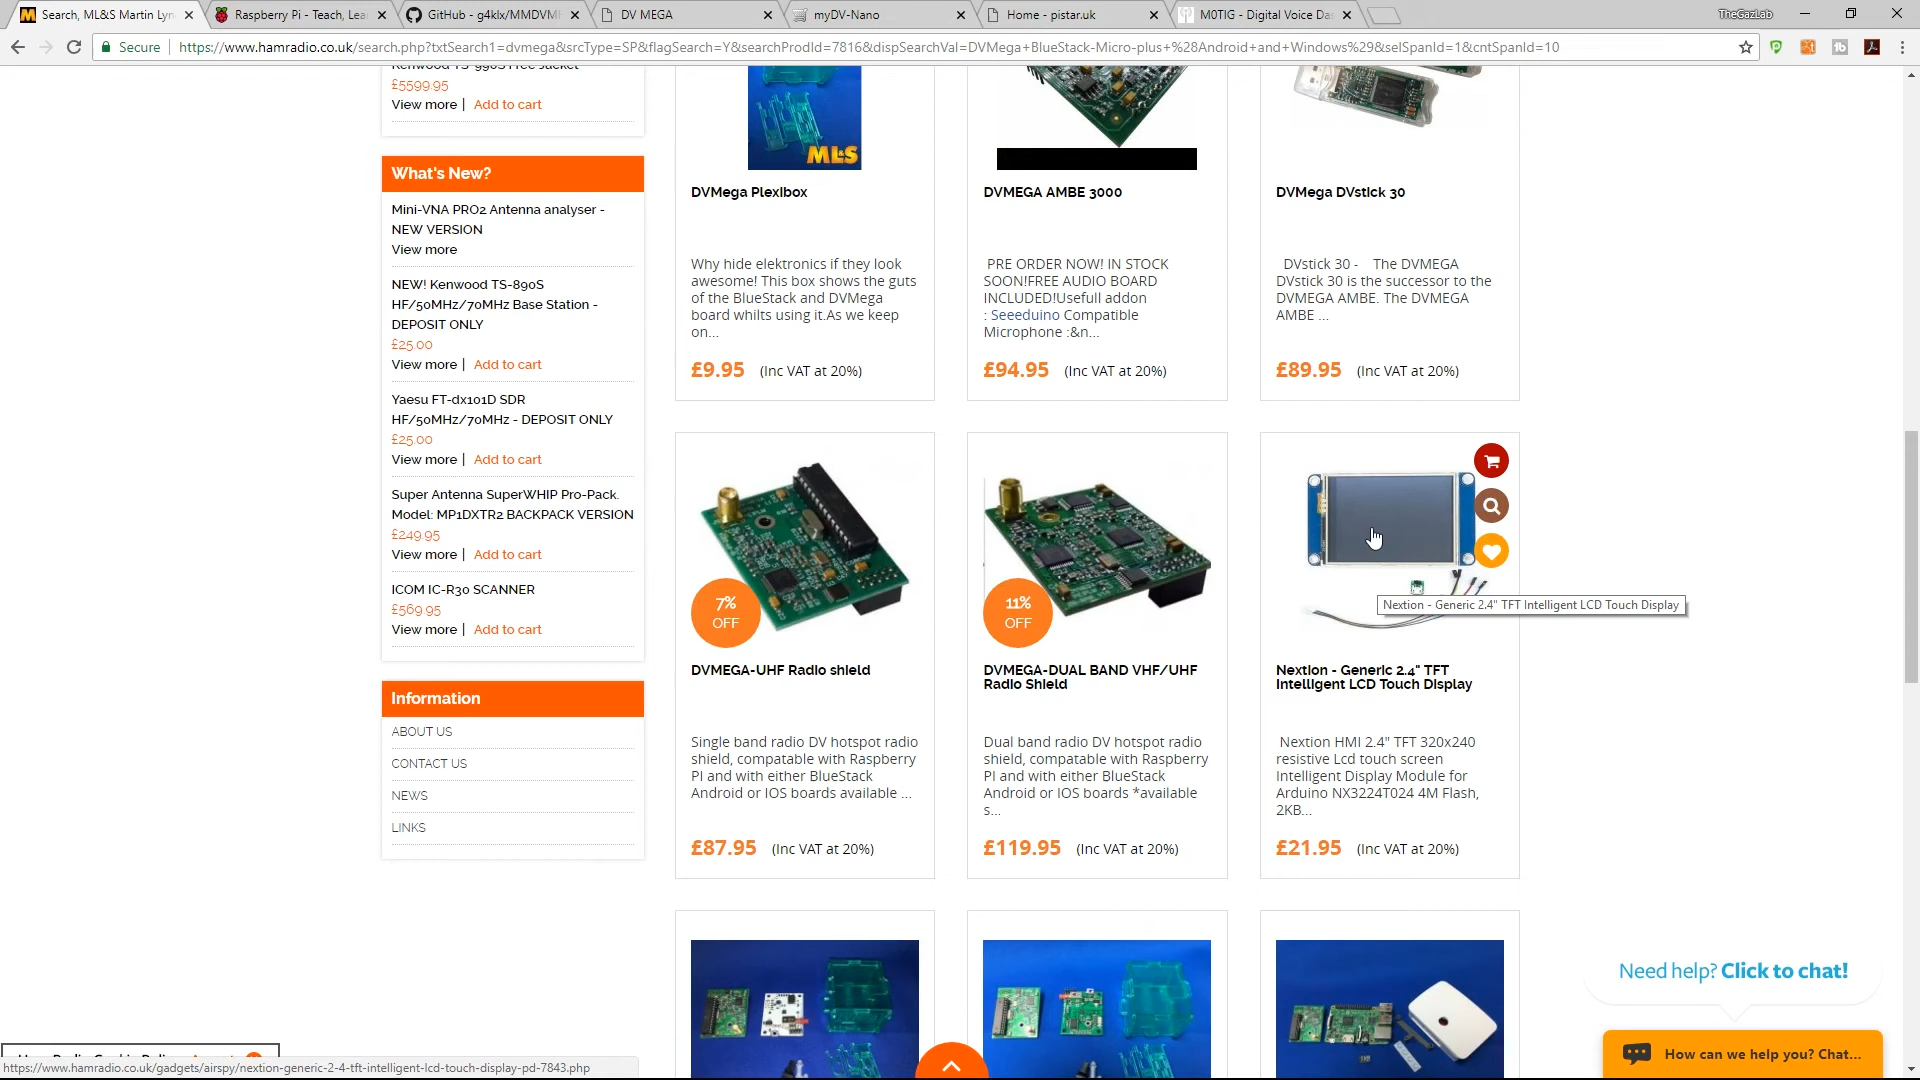 Search, ML&S Martin Lyn
Raspberry Pi - Teach, Lea
GitHub - g4klx/MMDVM
DV MEGA
myDV-Nano
Home - pistar.uk
M0TIG - Digital Voice Da
TheGazLab
Secure
https://www.hamradio.co.uk/search.php?txtSearch1=dvmega&srcType=SP&flagSearch=Y&searchProdId=7816&dispSearchVal=DVMega+BlueStack-Micro-plus+%28Android+and+Windows%29&selSpanId=1&cntSpanId=10
Kenwood TS-990S Free Jacket
£5599.95
View more | Add to cart
What's New?
Mini-VNA PRO2 Antenna analyser -
NEW VERSION
View more
NEW! Kenwood TS-890S
HF/50MHz/70MHz Base Station -
DEPOSIT ONLY
£25.00
View more | Add to cart
Yaesu FT-dx101D SDR
HF/50MHz/70MHz - DEPOSIT ONLY
£25.00
View more | Add to cart
Super Antenna SuperWHIP Pro-Pack.
Model: MP1DXTR2 BACKPACK VERSION
£249.95
View more | Add to cart
ICOM IC-R30 SCANNER
£569.95
View more | Add to cart
Information
ABOUT US
CONTACT US
NEWS
LINKS
ML&S
DVMega Plexibox
Why hide elektronics if they look
awesome! This box shows the guts
of the BlueStack and DVMega
board whilts using it.As we keep
on...
£9.95 (Inc VAT at 20%)
DVMEGA AMBE 3000
PRE ORDER NOW! IN STOCK
SOON!FREE AUDIO BOARD
INCLUDED!Usefull addon
: Seeeduino Compatible
Microphone :&n...
£94.95 (Inc VAT at 20%)
DVMega DVstick 30
DVstick 30 - The DVMEGA
DVstick 30 is the successor to the
DVMEGA AMBE. The DVMEGA
AMBE ...
£89.95 (Inc VAT at 20%)
7%
OFF
DVMEGA-UHF Radio shield
Single band radio DV hotspot radio
shield, compatable with Raspberry
PI and with either BlueStack
Android or IOS boards available ...
£87.95 (Inc VAT at 20%)
11%
OFF
DVMEGA-DUAL BAND VHF/UHF
Radio Shield
Dual band radio DV hotspot radio
shield, compatable with Raspberry
PI and with either BlueStack
Android or IOS boards *available
s...
£119.95 (Inc VAT at 20%)
Nextion - Generic 2.4" TFT Intelligent LCD Touch Display
Nextion - Generic 2.4" TFT
Intelligent LCD Touch Display
Nextion HMI 2.4" TFT 320x240
resistive Lcd touch screen
Intelligent Display Module for
Arduino NX3224T024 4M Flash,
2KB...
£21.95 (Inc VAT at 20%)
Need help? Click to chat!
How can we help you? Chat...
https://www.hamradio.co.uk/gadgets/airspy/nextion-generic-2-4-tft-intelligent-lcd-touch-display-pd-7843.php